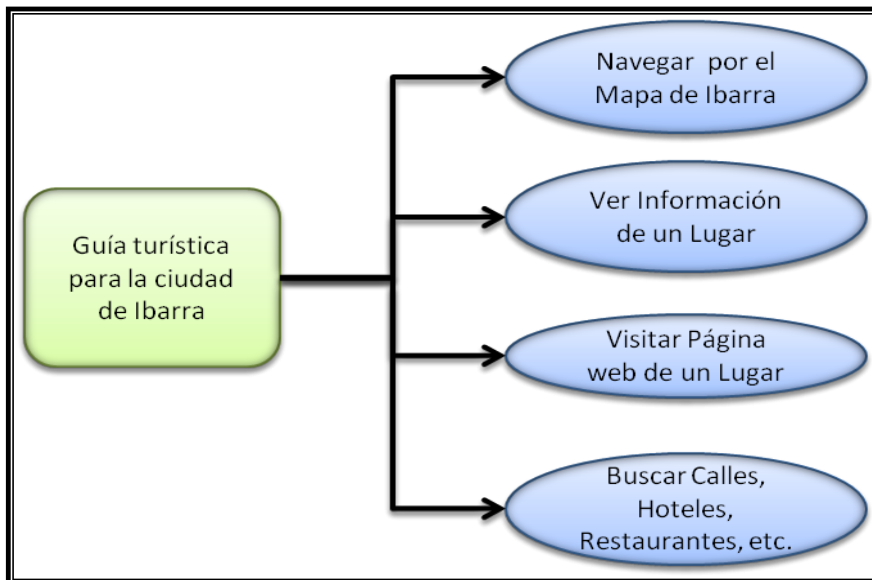 Guía turística
para la ciudad
de Ibarra
Navegar por el
Mapa de Ibarra
Ver Información
de un Lugar
Visitar Página
web de un Lugar
Buscar Calles,
Hoteles,
Restaurantes, etc.